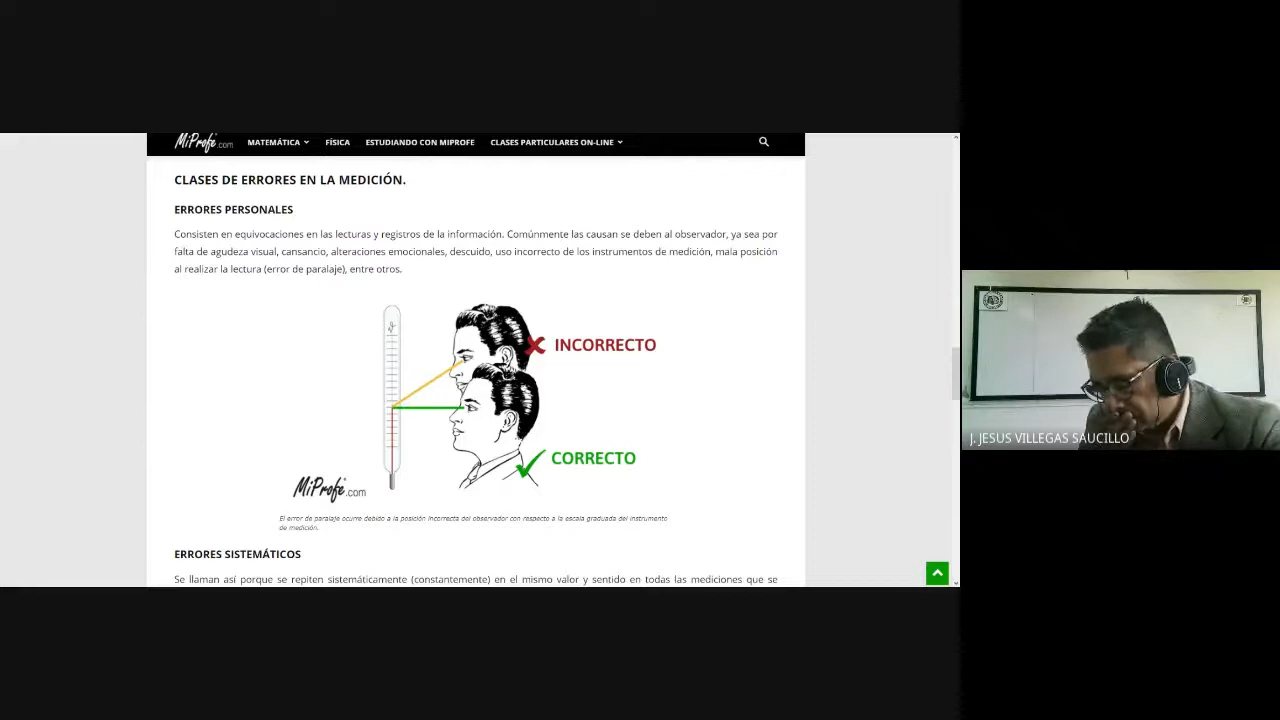 MiProfe.com MATEMÁTICA FÍSICA ESTUDIANDO CON MIPROFE CLASES PARTICULARES ON-LINE
CLASES DE ERRORES EN LA MEDICIÓN.
ERRORES PERSONALES
Consisten en equivocaciones en las lecturas y registros de la información. Comúnmente las causan se deben al observador, ya sea por
falta de agudeza visual, cansancio, alteraciones emocionales, descuido, uso incorrecto de los instrumentos de medición, mala posición
al realizar la lectura (error de paralaje), entre otros.
INCORRECTO
CORRECTO
MiProfe.com
El error de paralaje ocurre debido a la posición incorrecta del observador con respecto a la escala graduada del instrumento
de medición.
ERRORES SISTEMÁTICOS
Se llaman así porque se repiten sistemáticamente (constantemente) en el mismo valor y sentido en todas las mediciones que se
J. JESUS VILLEGAS SAUCILLO